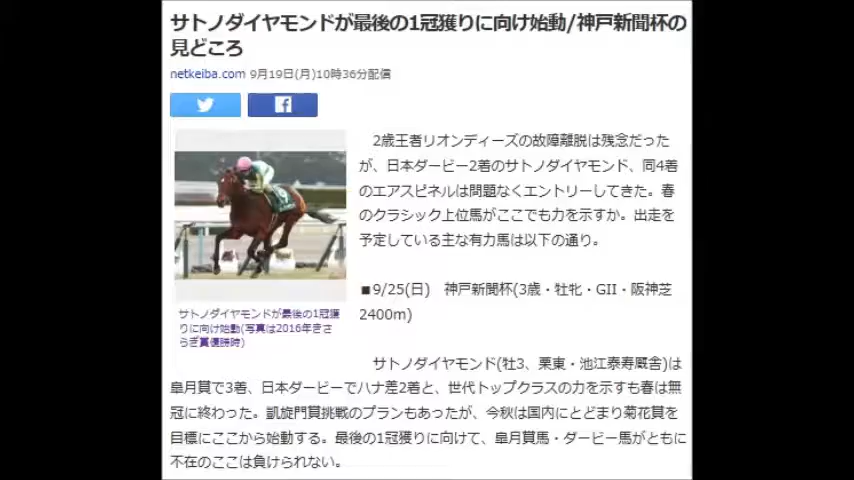 サトノダイヤモンドが最後の1冠獲りに向け始動/神戸新聞杯の
見どころ
netkeiba.com 9月19日(月)10時36分配信
2歳王者リオンディーズの故障離脱は残念だった
が、日本ダービー2着のサトノダイヤモンド、同4着
のエアスピネルは問題なくエントリーしてきた。春
のクラシック上位馬がここでも力を示すか。出走を
予定している主な有力馬は以下の通り。
■9/25(日) 神戸新聞杯(3歳・牡牝・GII・阪神芝
2400m)
サトノダイヤモンドが最後の1冠獲
りに向け始動(写真は2016年きさ
らぎ賞優勝時)
サトノダイヤモンド(牡3、栗東・池江泰寿厩舎)は
皐月賞で3着、日本ダービーでハナ差2着と、世代トップクラスの力を示すも春は無
冠に終わった。凱旋門賞挑戦のプランもあったが、今秋は国内にとどまり菊花賞を
目標にここから始動する。最後の1冠獲りに向けて、皐月賞馬・ダービー馬がともに
不在のここは負けられない。